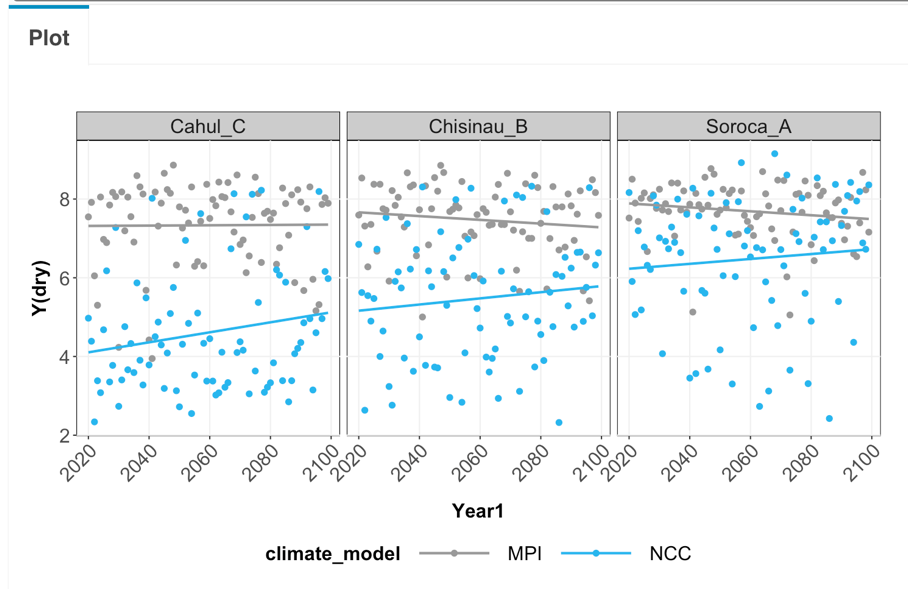 Plot
Cahul_C Chisinau_B Soroca_A
Y(dry)
8
6
4
2
2020 2040 2060 2080 2100 2020 2040 2060 2080 2100 2020 2040 2060 2080 2100
Year1
climate_model MPI NCC